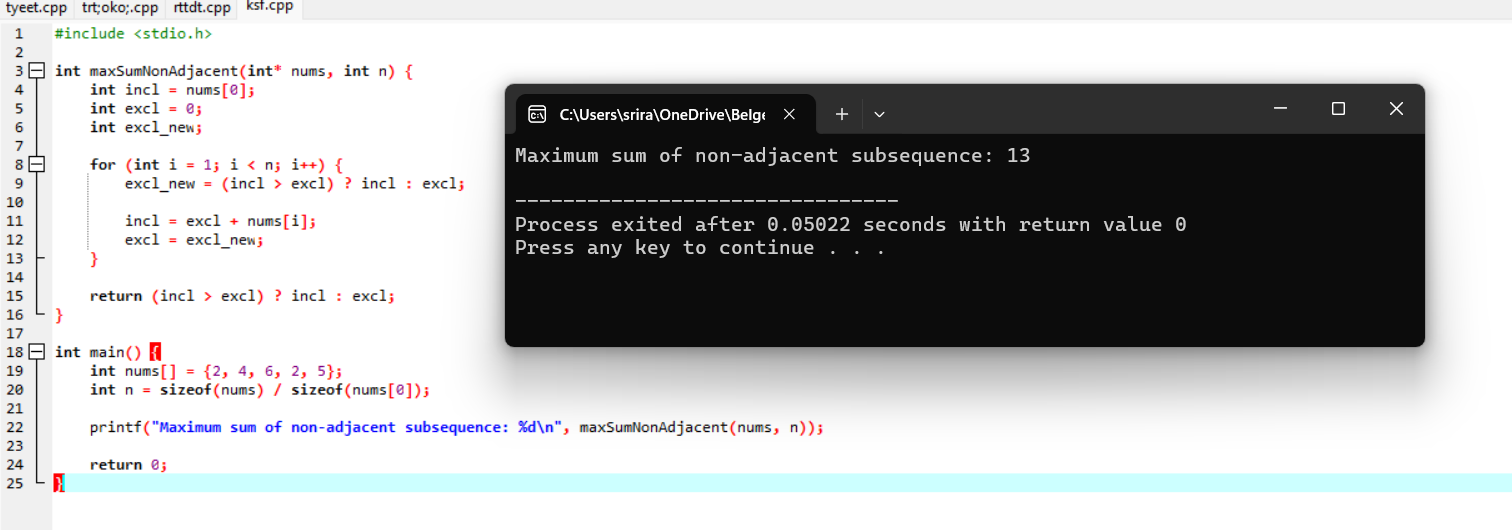 tyeet.cpp trt;oko;.cpp rttdt.cpp ksf.cpp
1 #include <stdio.h>
2
3 int maxSumNonAdjacent(int* nums, int n) {
4 int incl = nums[0];
5 int excl = 0;
6 int excl_new;
7
8 for (int i = 1; i < n; i++) {
9 excl_new = (incl > excl) ? incl : excl;
10
11 incl = excl + nums[i];
12 excl = excl_new;
13 }
14
15 return (incl > excl) ? incl : excl;
16 }
17
18 int main() {
19 int nums[] = {2, 4, 6, 2, 5};
20 int n = sizeof(nums) / sizeof(nums[0]);
21
22 printf("Maximum sum of non-adjacent subsequence: %d\n", maxSumNonAdjacent(nums, n));
23
24 return 0;
25 }
C:\Users\srira\OneDrive\Belge
Maximum sum of non-adjacent subsequence: 13
--------------------------------
Process exited after 0.05022 seconds with return value 0
Press any key to continue . . .